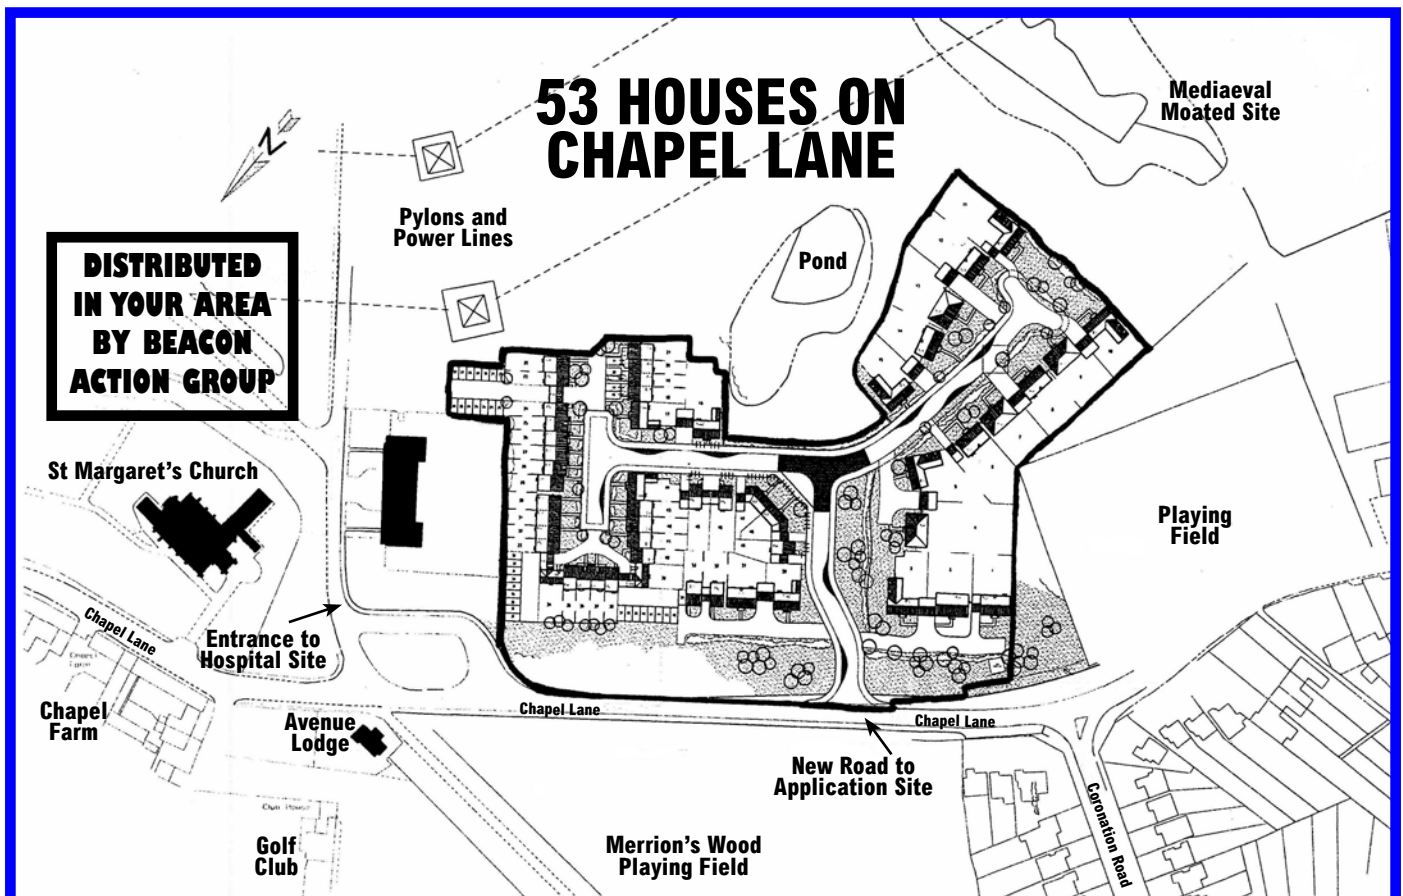 53 HOUSES ON
CHAPEL LANE
Mediaeval
Moated Site
N
Pylons and
Power Lines
Pond
DISTRIBUTED
IN YOUR AREA
BY BEACON
ACTION GROUP
St Margaret's Church
Playing
Field
Chapel Lane
Entrance to
Hospital Site
Chapel
Farm
Avenue
Lodge
Chapel Lane
Chapel Lane
New Road to
Application Site
Coronation Road
Club House
Golf
Club
Merrion's Wood
Playing Field